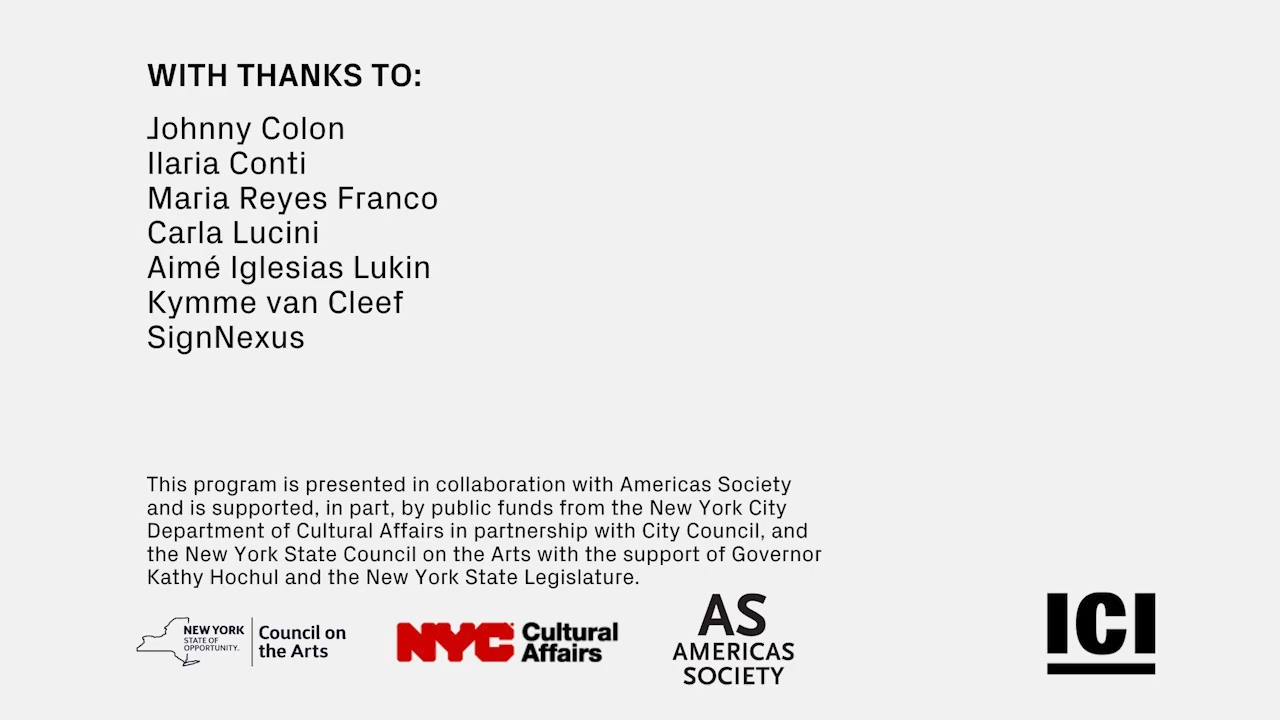 WITH THANKS TO:
Johnny Colon
Ilaria Conti
Maria Reyes Franco
Carla Lucini
Aimé Iglesias Lukin
Kymme van Cleef
SignNexus
This program is presented in collaboration with Americas Society
and is supported, in part, by public funds from the New York City
Department of Cultural Affairs in partnership with City Council, and
the New York State Council on the Arts with the support of Governor
Kathy Hochul and the New York State Legislature.
NEW YORK
STATE OF
OPPORTUNITY.
Council on
the Arts
NYC
Cultural
Affairs
AS
AMERICAS
SOCIETY
ICI